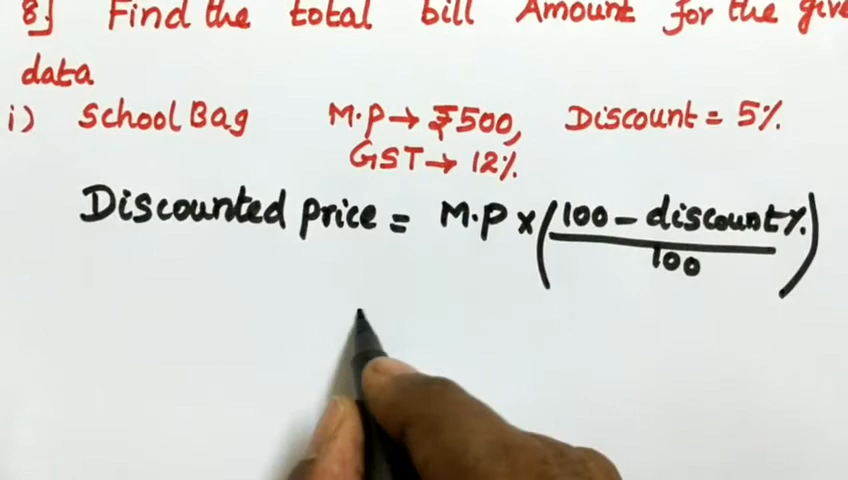 8] Find the total bill Amount for the give
data
i) School Bag M.P → ₹500, Discount = 5%
GST → 12%
Discounted price = M.P × (100 - discount% / 100)